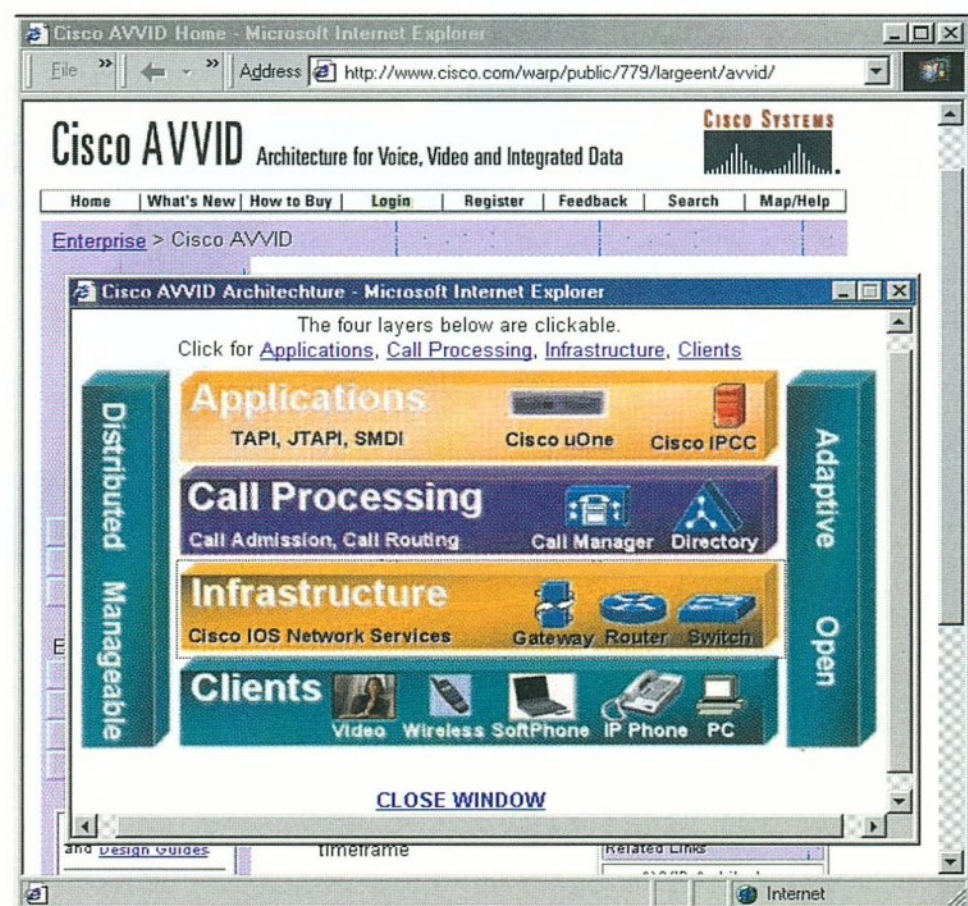 Cisco AVVID Home - Microsoft Internet Explorer
File » » Address http://www.cisco.com/warp/public/779/largeent/avvid/
CISCO SYSTEMS
Cisco AVVID Architecture for Voice, Video and Integrated Data
Home | What's New | How to Buy | Login | Register | Feedback | Search | Map/Help
Enterprise > Cisco AVVID
Cisco AVVID Architechture - Microsoft Internet Explorer
The four layers below are clickable.
Click for Applications, Call Processing, Infrastructure, Clients
Distributed Manageable
Applications
TAPI, JTAPI, SMDI Cisco uOne Cisco IPCC
Call Processing
Call Admission, Call Routing Call Manager Directory
Infrastructure
Cisco IOS Network Services Gateway Router Switch
Clients
Video Wireless SoftPhone IP Phone PC
Adaptive Open
E
CLOSE WINDOW
and Design Guides timeframe Related Links
Internet